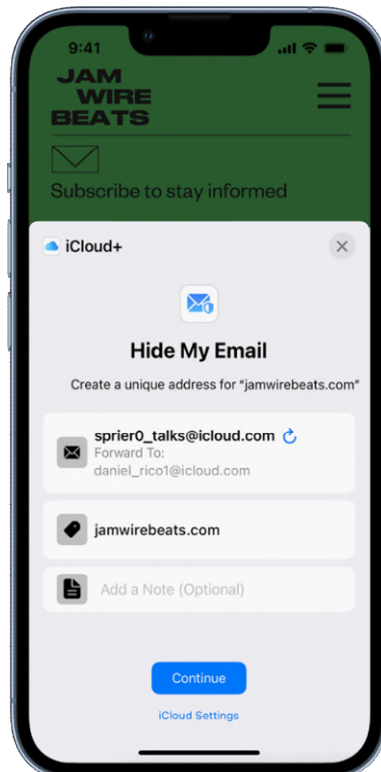 9:41
JAM
WIRE
BEATS
Subscribe to stay informed
iCloud+
Hide My Email
Create a unique address for “jamwirebeats.com”
sprier0_talks@icloud.com
Forward To:
daniel_rico1@icloud.com
jamwirebeats.com
Add a Note (Optional)
Continue
iCloud Settings